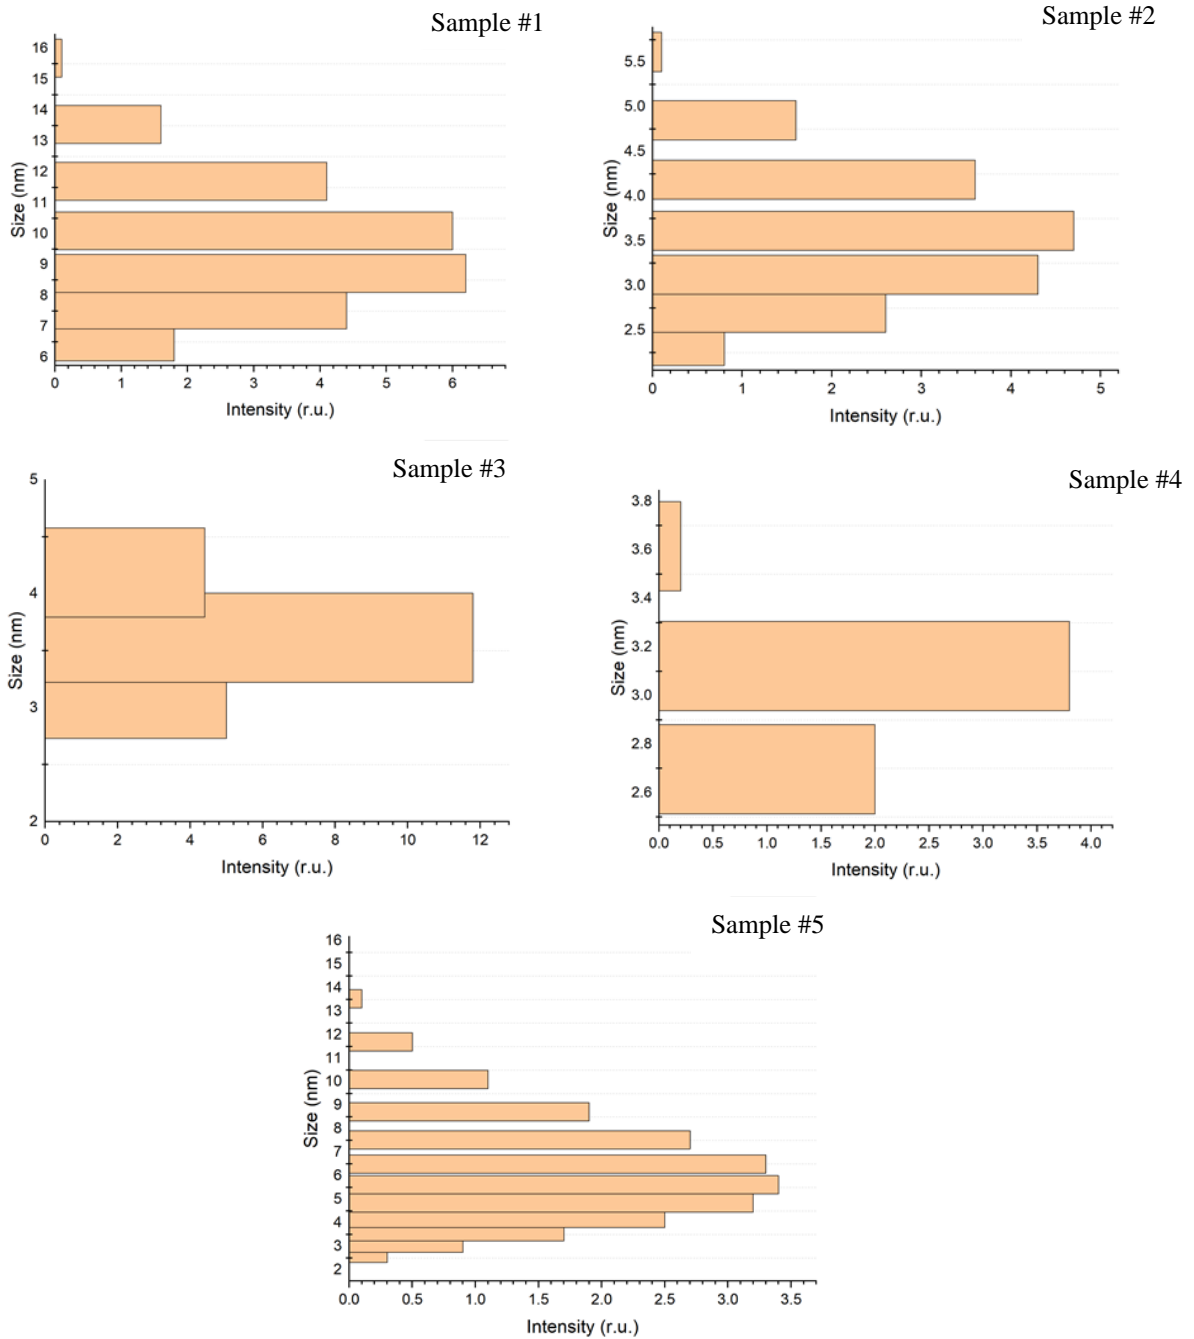 Sample #1
16
15
14
13
12
11
10
9
8
7
6
Size (nm)
0 1 2 3 4 5 6
Intensity (r.u.)
Sample #2
5.5
5.0
4.5
4.0
3.5
3.0
2.5
Size (nm)
0 1 2 3 4 5
Intensity (r.u.)
Sample #3
5
4
3
2
Size (nm)
0 2 4 6 8 10 12
Intensity (r.u.)
Sample #4
3.8
3.6
3.4
3.2
3.0
2.8
2.6
Size (nm)
0.0 0.5 1.0 1.5 2.0 2.5 3.0 3.5 4.0
Intensity (r.u.)
Sample #5
16
15
14
13
12
11
10
9
8
7
6
5
4
3
2
Size (nm)
0.0 0.5 1.0 1.5 2.0 2.5 3.0 3.5
Intensity (r.u.)